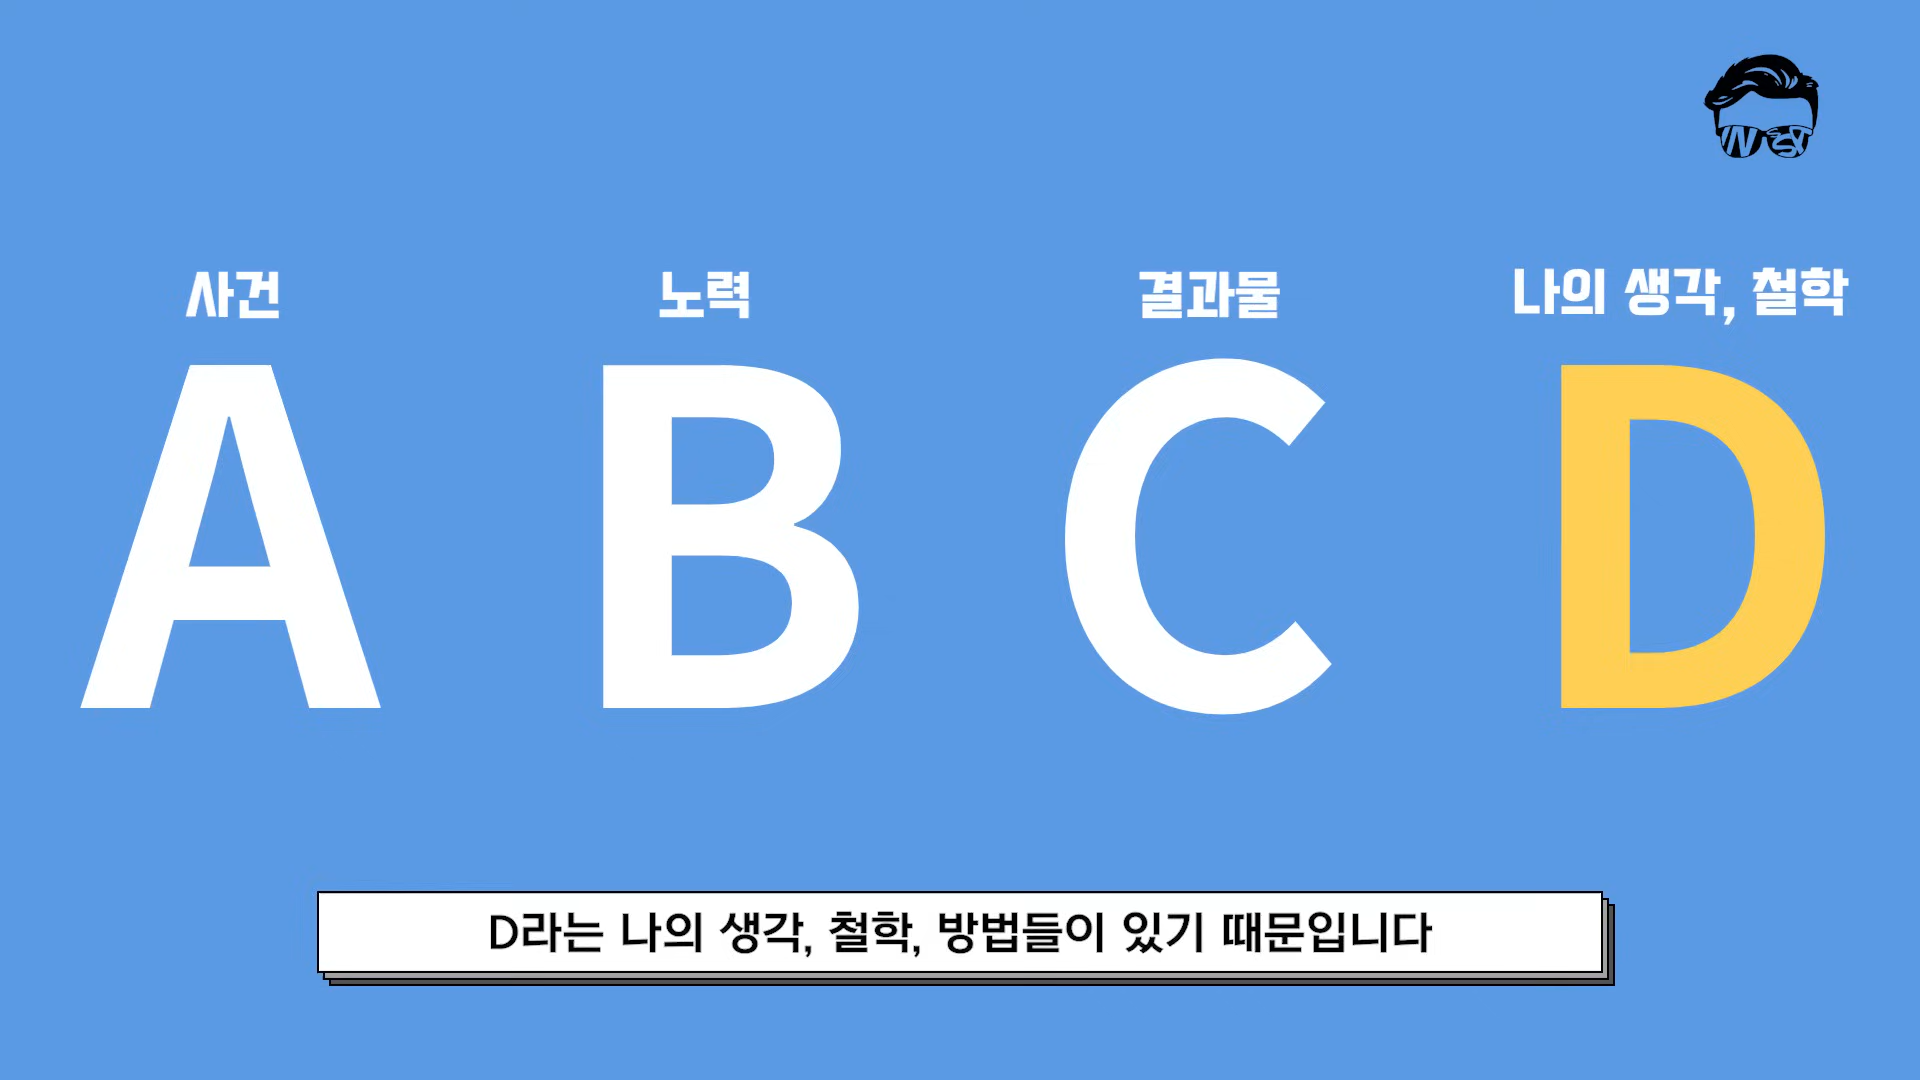 사건
노력
결과물
나의 생각, 철학
A
B
C
D
D라는 나의 생각, 철학, 방법들이 있기 때문입니다